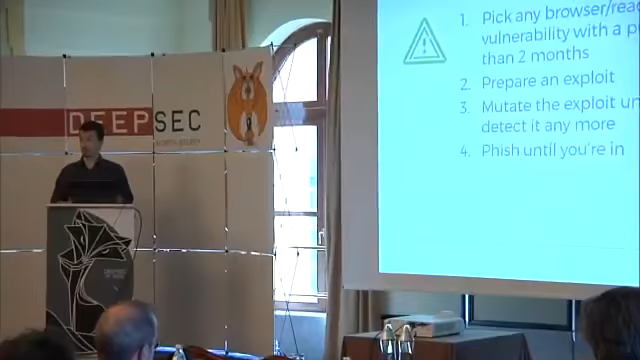 DEEPSEC
1. Pick any browser/read
vulnerability with a p
than 2 months
2. Prepare an exploit
3. Mutate the exploit un
detect it any more
4. Phish until you're in